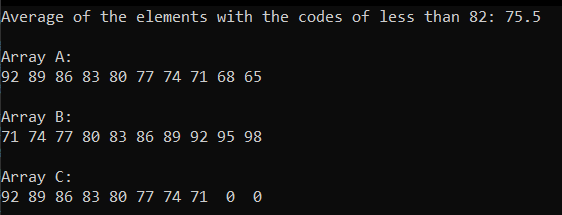 Average of the elements with the codes of less than 82: 75.5
Array A:
92 89 86 83 80 77 74 71 68 65
Array B:
71 74 77 80 83 86 89 92 95 98
Array C:
92 89 86 83 80 77 74 71  0  0